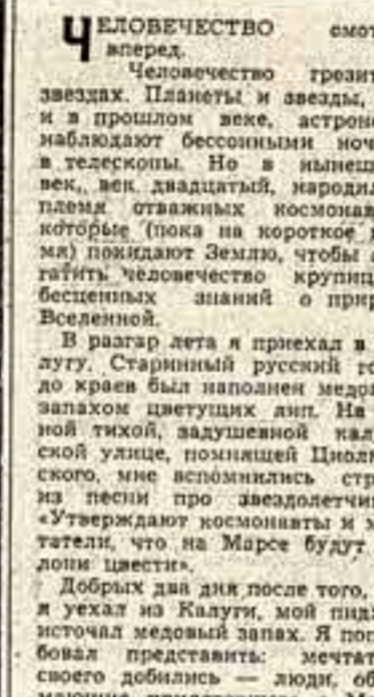 ЧЕЛОВЕЧЕСТВО смот
вперед.
Человечество грезит
звездах. Планеты и звезды,
и в прошлом веке, астроно
наблюдают бессонными ноч
в телескопы. Но в нынеш
век, век двадцатый, народил
племя отважных космонав
которые (пока на короткое в
мя) покидают Землю, чтобы
гатить человечество крупиц
бесценных знаний о прир
Вселенной.
В разгар лета я приехал в
лугу. Старинный русский го
до краев был наполнен медо
запахом цветущих лип. На
ной тихой, задушевной кал
ской улице, помнящей Циол
ского, мне вспомнились стр
из песни про звездолетчи
«Утверждают космонавты и м
татели, что на Марсе будут
лони цвести».
Добрых два дня после того,
я уехал из Калуги, мой пид
источал медовый запах. Я поп
бовал представить: мечтат
своего добились — люди, об